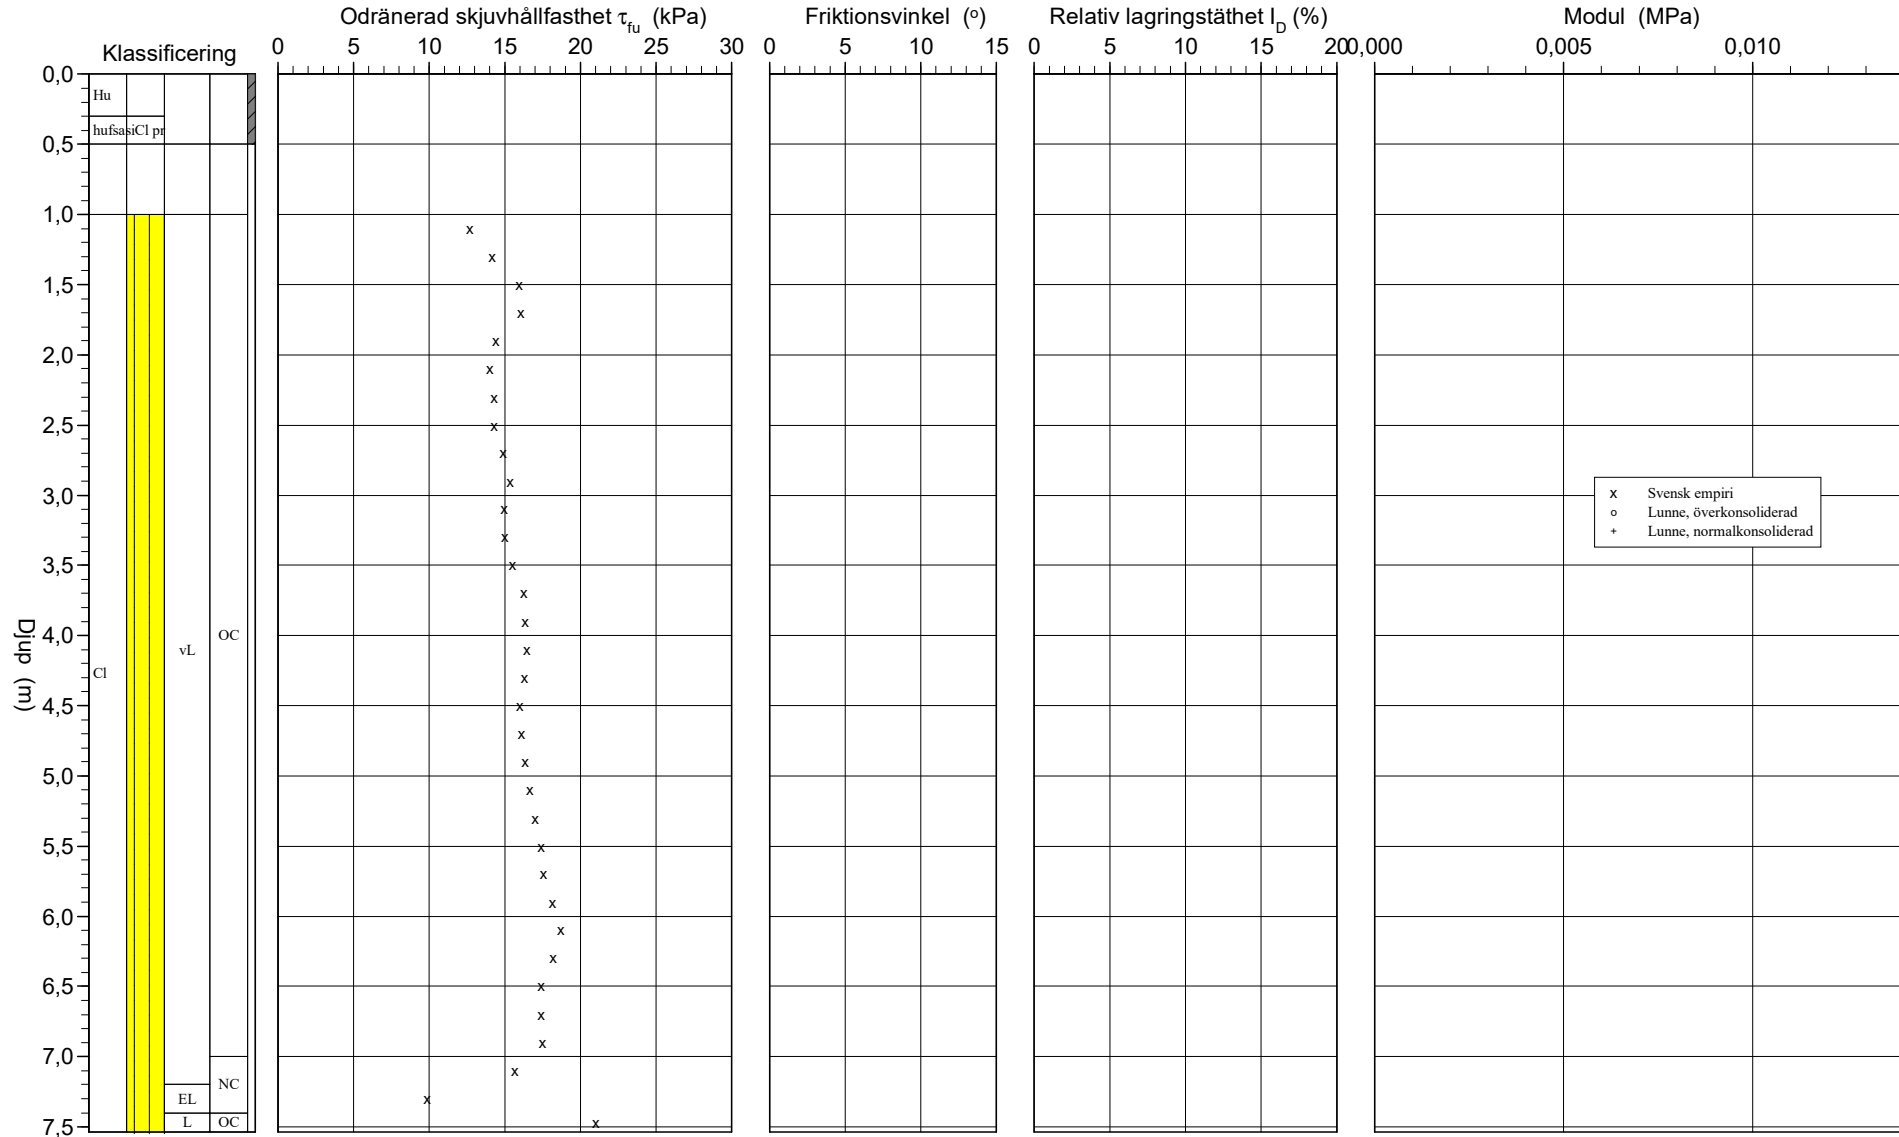 Klassificering
Odränerad skjuvhållfasthet τfu (kPa)
Friktionsvinkel (o)
Relativ lagringstäthet ID (%)
Modul (MPa)
0 5 10 15 20 25 30
0 5 10 15
0 5 10 15 20
0,000 0,005 0,010
Djup (m)
0,0
0,5
1,0
1,5
2,0
2,5
3,0
3,5
4,0
4,5
5,0
5,5
6,0
6,5
7,0
7,5
Hu
hufsasiCl pr
Cl
vL
OC
NC
EL
L
OC
x Svensk empiri
o Lunne, överkonsoliderad
+ Lunne, normalkonsoliderad